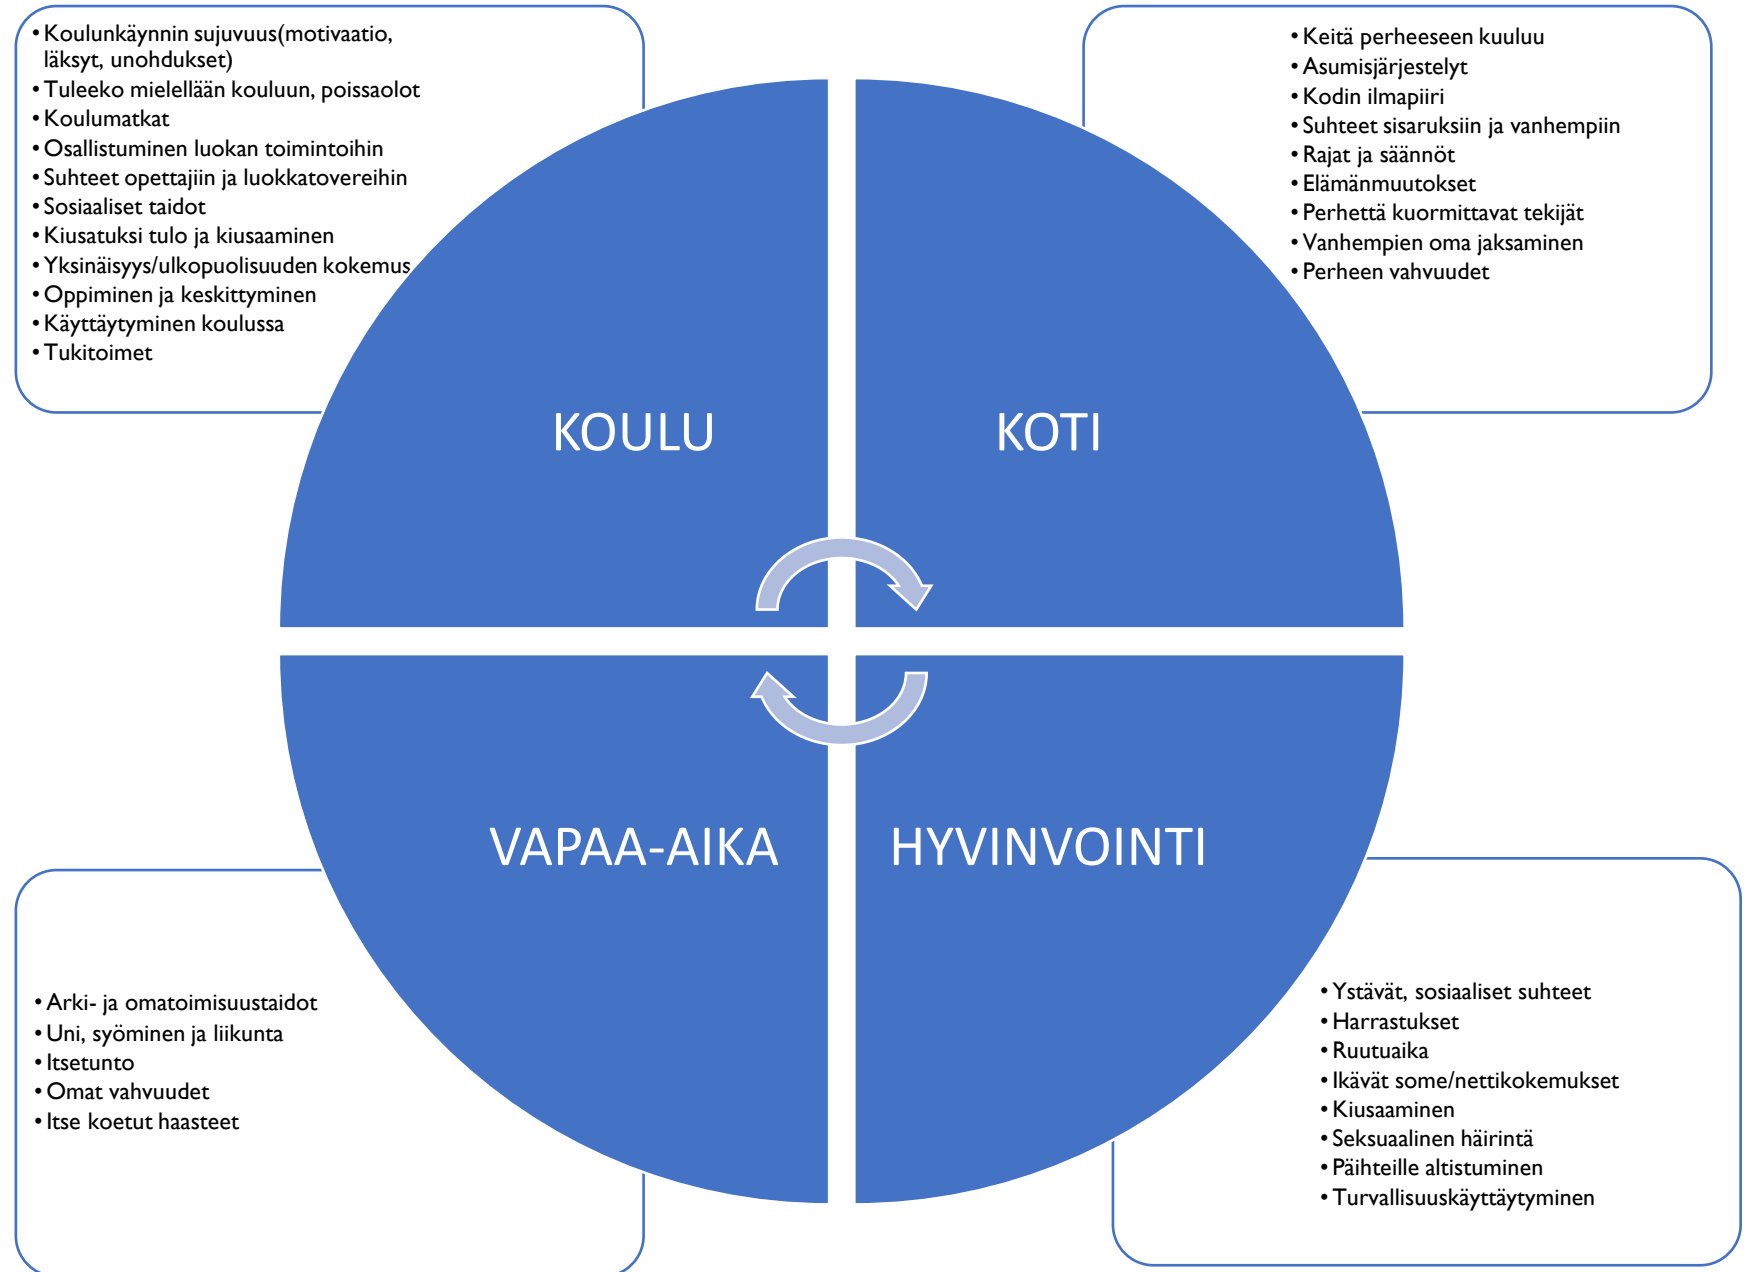 • Koulunkäynnin sujuvuus(motivaatio,
läksyt, unohdukset)
• Tuleeko mielellään kouluun, poissaolot
• Koulumatkat
• Osallistuminen luokan toimintoihin
• Suhteet opettajiin ja luokkatovereihin
• Sosiaaliset taidot
• Kiusatuksi tulo ja kiusaaminen
• Yksinäisyys/ulkopuolisuuden kokemus
• Oppiminen ja keskittyminen
• Käyttäytyminen koulussa
• Tukitoimet
• Keitä perheeseen kuuluu
• Asumisjärjestelyt
• Kodin ilmapiiri
• Suhteet sisaruksiin ja vanhempiin
• Rajat ja säännöt
• Elämänmuutokset
• Perhettä kuormittavat tekijät
• Vanhempien oma jaksaminen
• Perheen vahvuudet
KOULU
KOTI
VAPAA-AIKA
HYVINVOINTI
• Arki- ja omatoimisuustaidot
• Uni, syöminen ja liikunta
• Itsetunto
• Omat vahvuudet
• Itse koetut haasteet
• Ystävät, sosiaaliset suhteet
• Harrastukset
• Ruutuaika
• Ikävät some/nettikokemukset
• Kiusaaminen
• Seksuaalinen häirintä
• Päihteille altistuminen
• Turvallisuuskäyttäytyminen